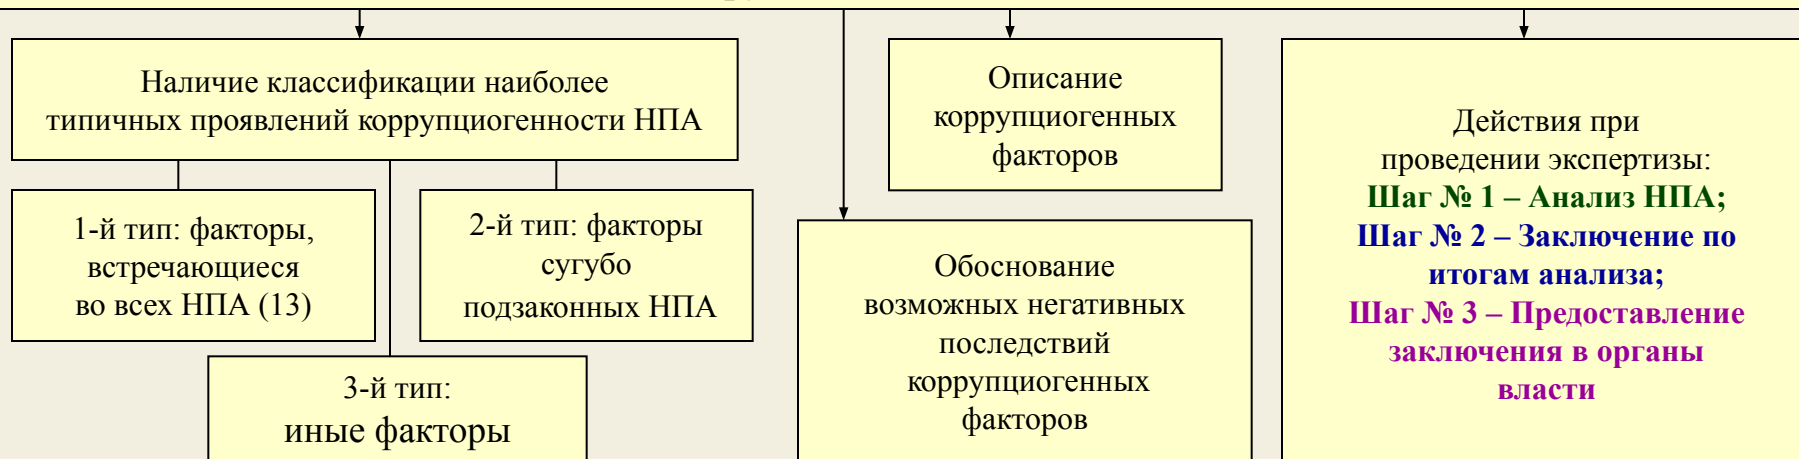 Наличие классификации наиболее
типичных проявлений коррупциогенности НПА
1-й тип: факторы,
встречающиеся
во всех НПА (13)
2-й тип: факторы
сугубо
подзаконных НПА
3-й тип:
иные факторы
Описание
коррупциогенных
факторов
Обоснование
возможных негативных
последствий
коррупциогенных
факторов
Действия при
проведении экспертизы:
Шаг № 1 – Анализ НПА;
Шаг № 2 – Заключение по
итогам анализа;
Шаг № 3 – Предоставление
заключения в органы
власти